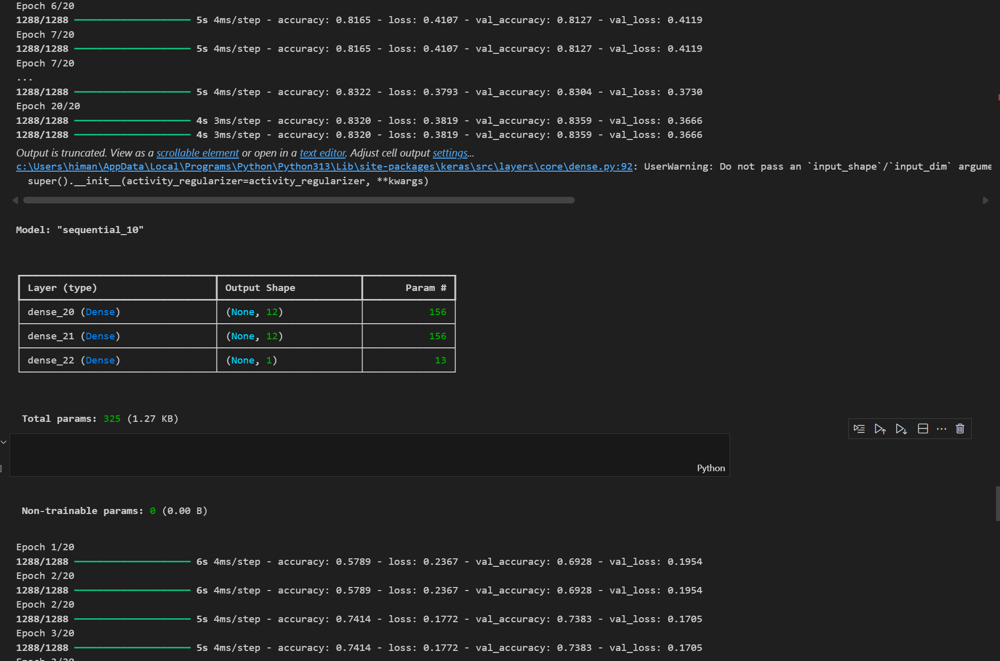 Epoch 6/20
1288/1288 ━━━━━━━━━━━━━━━━━━━━ 5s 4ms/step - accuracy: 0.8165 - loss: 0.4107 - val_accuracy: 0.8127 - val_loss: 0.4119
Epoch 7/20
1288/1288 ━━━━━━━━━━━━━━━━━━━━ 5s 4ms/step - accuracy: 0.8165 - loss: 0.4107 - val_accuracy: 0.8127 - val_loss: 0.4119
Epoch 7/20
...
1288/1288 ━━━━━━━━━━━━━━━━━━━━ 5s 4ms/step - accuracy: 0.8322 - loss: 0.3793 - val_accuracy: 0.8304 - val_loss: 0.3730
Epoch 20/20
1288/1288 ━━━━━━━━━━━━━━━━━━━━ 4s 3ms/step - accuracy: 0.8320 - loss: 0.3819 - val_accuracy: 0.8359 - val_loss: 0.3666
1288/1288 ━━━━━━━━━━━━━━━━━━━━ 4s 3ms/step - accuracy: 0.8320 - loss: 0.3819 - val_accuracy: 0.8359 - val_loss: 0.3666
Output is truncated. View as a scrollable element or open in a text editor. Adjust cell output settings...
c:\Users\himan\AppData\Local\Programs\Python\Python313\Lib\site-packages\keras\src\layers\core\dense.py:92: UserWarning: Do not pass an `input_shape`/`input_dim` argume
super().__init__(activity_regularizer=activity_regularizer, **kwargs)
Model: "sequential_10"
Layer (type) Output Shape Param #
dense_20 (Dense) (None, 12) 156
dense_21 (Dense) (None, 12) 156
dense_22 (Dense) (None, 1) 13
Total params: 325 (1.27 KB)
Python
Non-trainable params: 0 (0.00 B)
Epoch 1/20
1288/1288 ━━━━━━━━━━━━━━━━━━━━ 6s 4ms/step - accuracy: 0.5789 - loss: 0.2367 - val_accuracy: 0.6928 - val_loss: 0.1954
Epoch 2/20
1288/1288 ━━━━━━━━━━━━━━━━━━━━ 6s 4ms/step - accuracy: 0.5789 - loss: 0.2367 - val_accuracy: 0.6928 - val_loss: 0.1954
Epoch 2/20
1288/1288 ━━━━━━━━━━━━━━━━━━━━ 5s 4ms/step - accuracy: 0.7414 - loss: 0.1772 - val_accuracy: 0.7383 - val_loss: 0.1705
Epoch 3/20
1288/1288 ━━━━━━━━━━━━━━━━━━━━ 5s 4ms/step - accuracy: 0.7414 - loss: 0.1772 - val_accuracy: 0.7383 - val_loss: 0.1705
Epoch 3/20